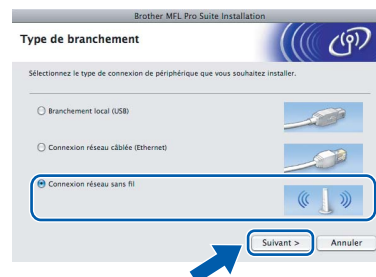 Brother MFL Pro Suite Installation
Type de branchement
Sélectionnez le type de connexion de périphérique que vous souhaitez installer.
Branchement local (USB)
Connexion réseau câblée (Ethernet)
Connexion réseau sans fil
Suivant > Annuler